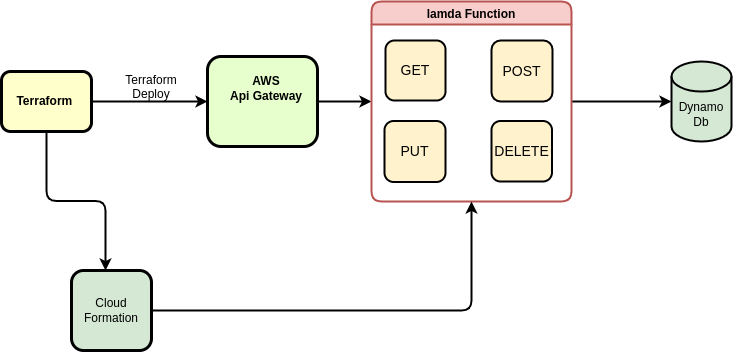 lamda Function
Terraform
Terraform
Deploy
AWS
Api Gateway
GET
POST
PUT
DELETE
Dynamo
Db
Cloud
Formation